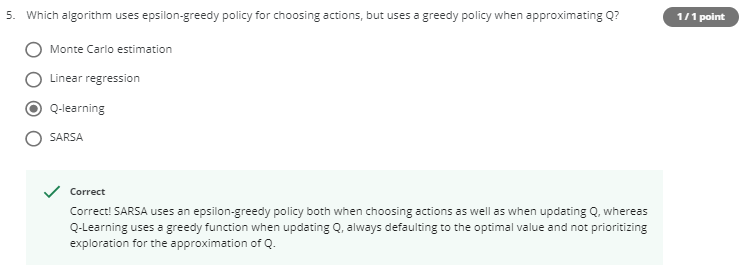 5. Which algorithm uses epsilon-greedy policy for choosing actions, but uses a greedy policy when approximating Q?
1 / 1 point
Monte Carlo estimation
Linear regression
Q-learning
SARSA
Correct
Correct! SARSA uses an epsilon-greedy policy both when choosing actions as well as when updating Q, whereas
Q-Learning uses a greedy function when updating Q, always defaulting to the optimal value and not prioritizing
exploration for the approximation of Q.